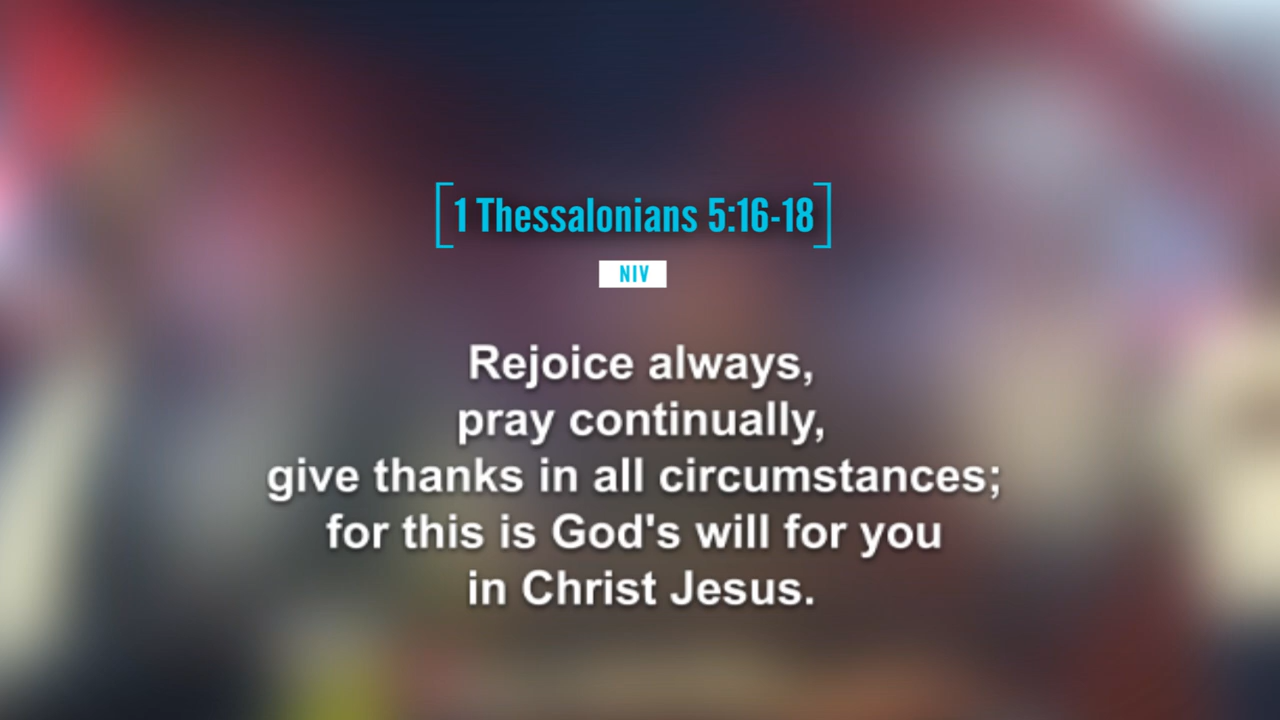 [1 Thessalonians 5:16-18]
NIV
Rejoice always,
pray continually,
give thanks in all circumstances;
for this is God's will for you
in Christ Jesus.